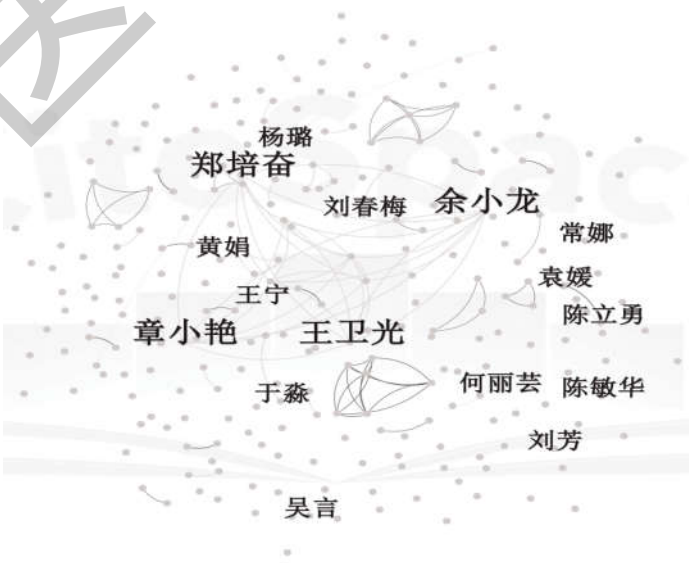 杨璐
郑培奋
刘春梅
余小龙
常娜
黄娟
袁媛
王宁
陈立勇
章小艳
王卫光
何丽芸
陈敏华
于淼
刘芳
吴言